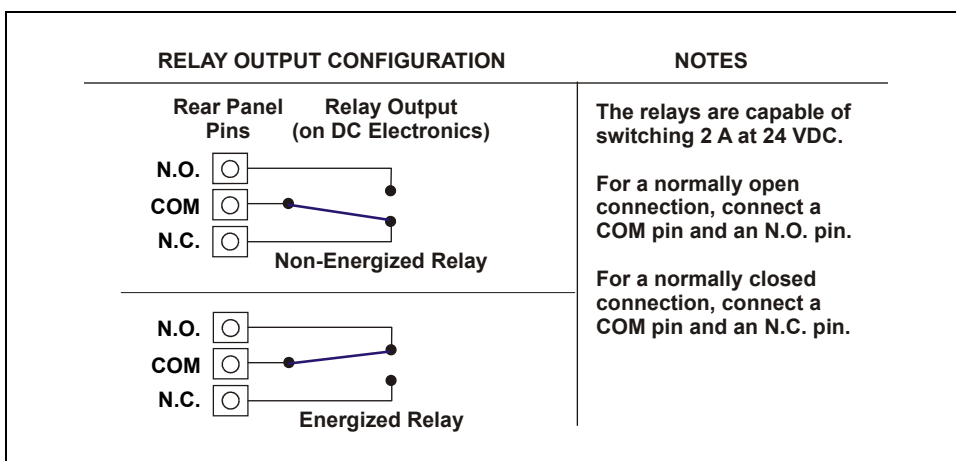 RELAY OUTPUT CONFIGURATION
Rear Panel
Pins
Relay Output
(on DC Electronics)
N.O.
COM
N.C.
Non-Energized Relay
N.O.
COM
N.C.
Energized Relay
NOTES
The relays are capable of
switching 2 A at 24 VDC.
For a normally open
connection, connect a
COM pin and an N.O. pin.
For a normally closed
connection, connect a
COM pin and an N.C. pin.